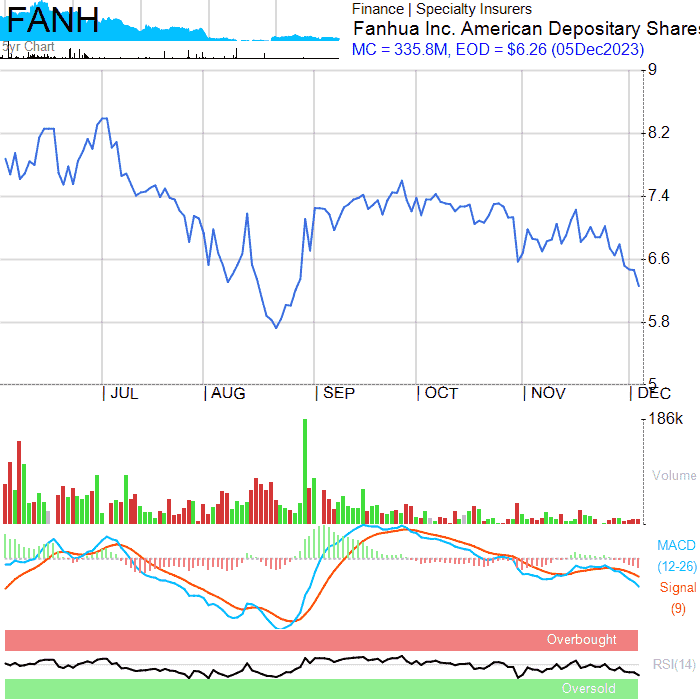 FANH
5yr Chart
Finance | Specialty Insurers
Fanhua Inc. American Depositary Shares
MC = 335.8M, EOD = $6.26 (05Dec2023)
9
8.2
7.4
6.6
5.8
5
| JUL | AUG | SEP | OCT | NOV | DEC
186k
Volume
MACD
(12-26)
Signal
(9)
Overbought
RSI(14)
Oversold